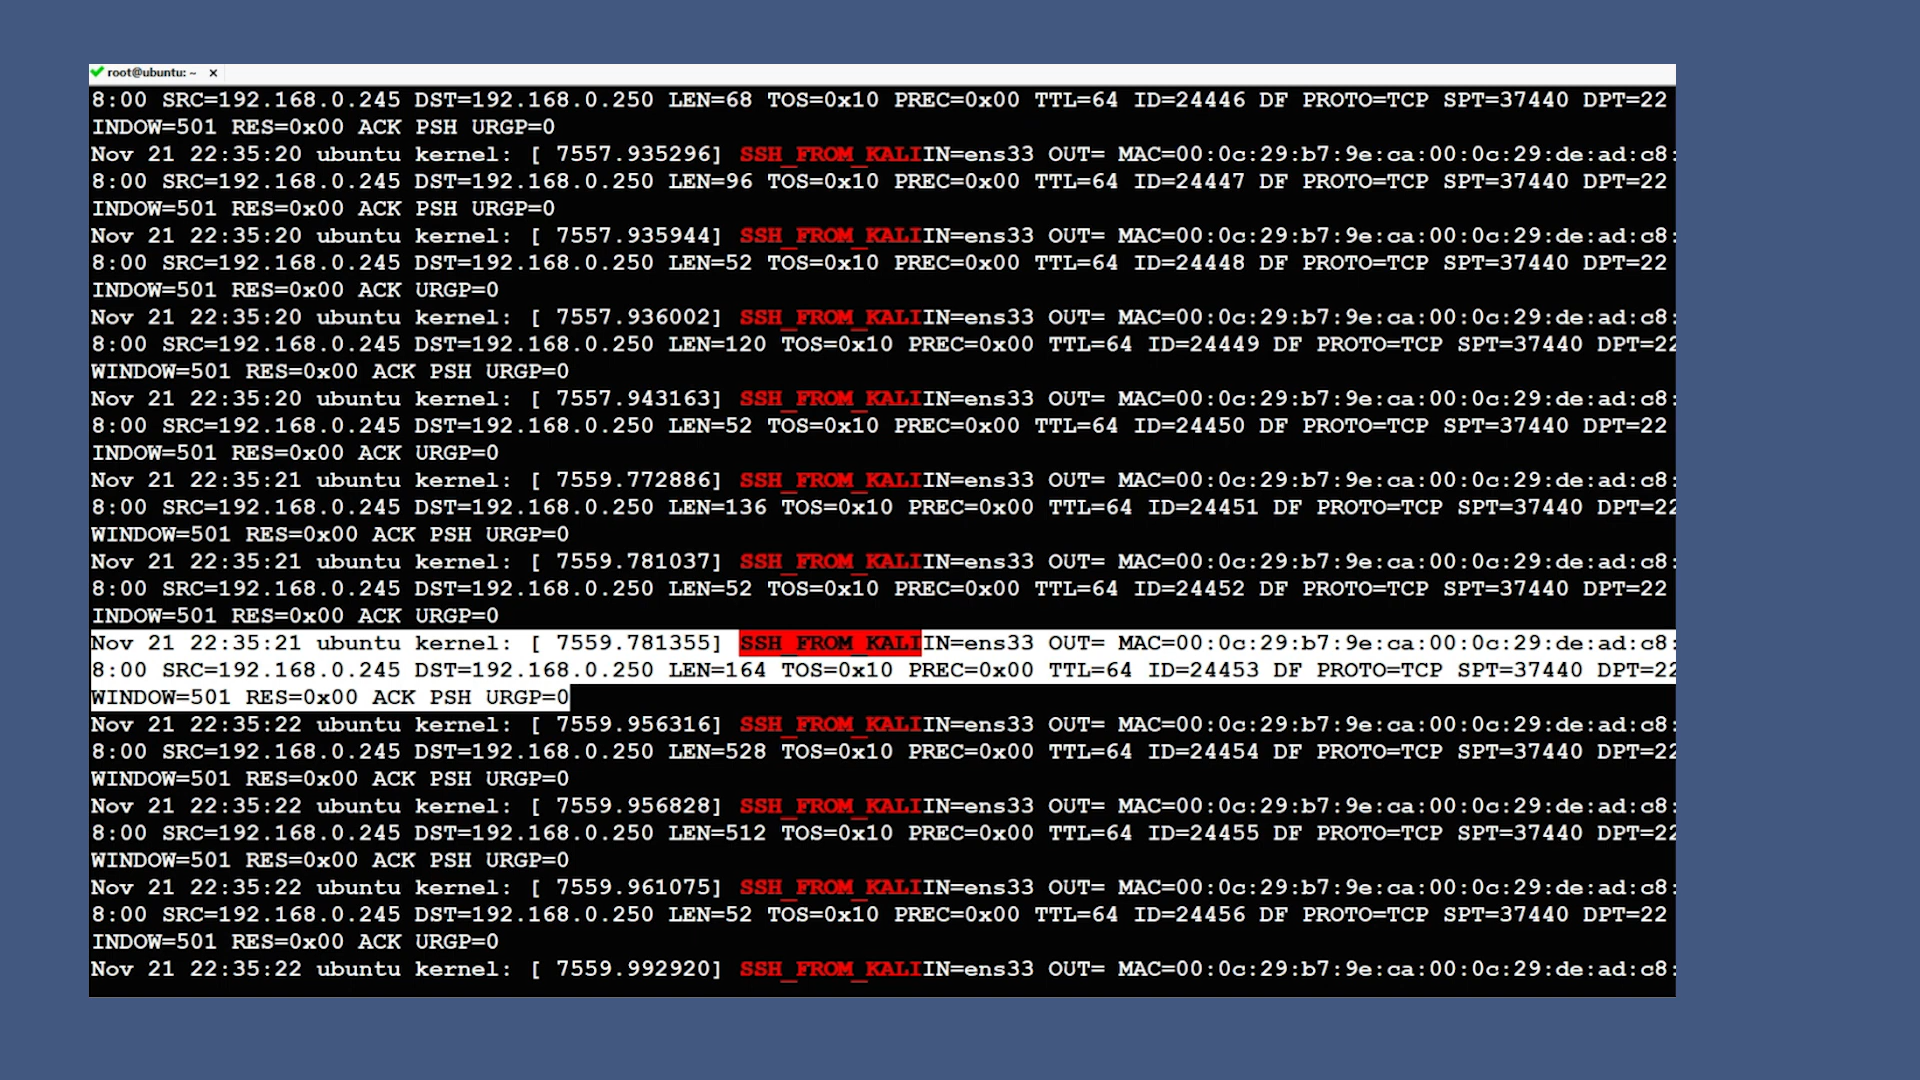 root@ubuntu: ~ ×
8:00 SRC=192.168.0.245 DST=192.168.0.250 LEN=68 TOS=0x10 PREC=0x00 TTL=64 ID=24446 DF PROTO=TCP SPT=37440 DPT=22
INDOW=501 RES=0x00 ACK PSH URGP=0
Nov 21 22:35:20 ubuntu kernel: [ 7557.935296] SSH_FROM_KALIIN=ens33 OUT= MAC=00:0c:29:b7:9e:ca:00:0c:29:de:ad:c8:
8:00 SRC=192.168.0.245 DST=192.168.0.250 LEN=96 TOS=0x10 PREC=0x00 TTL=64 ID=24447 DF PROTO=TCP SPT=37440 DPT=22
INDOW=501 RES=0x00 ACK PSH URGP=0
Nov 21 22:35:20 ubuntu kernel: [ 7557.935944] SSH_FROM_KALIIN=ens33 OUT= MAC=00:0c:29:b7:9e:ca:00:0c:29:de:ad:c8:
8:00 SRC=192.168.0.245 DST=192.168.0.250 LEN=52 TOS=0x10 PREC=0x00 TTL=64 ID=24448 DF PROTO=TCP SPT=37440 DPT=22
INDOW=501 RES=0x00 ACK URGP=0
Nov 21 22:35:20 ubuntu kernel: [ 7557.936002] SSH_FROM_KALIIN=ens33 OUT= MAC=00:0c:29:b7:9e:ca:00:0c:29:de:ad:c8:
8:00 SRC=192.168.0.245 DST=192.168.0.250 LEN=120 TOS=0x10 PREC=0x00 TTL=64 ID=24449 DF PROTO=TCP SPT=37440 DPT=22
WINDOW=501 RES=0x00 ACK PSH URGP=0
Nov 21 22:35:20 ubuntu kernel: [ 7557.943163] SSH_FROM_KALIIN=ens33 OUT= MAC=00:0c:29:b7:9e:ca:00:0c:29:de:ad:c8:
8:00 SRC=192.168.0.245 DST=192.168.0.250 LEN=52 TOS=0x10 PREC=0x00 TTL=64 ID=24450 DF PROTO=TCP SPT=37440 DPT=22
INDOW=501 RES=0x00 ACK URGP=0
Nov 21 22:35:21 ubuntu kernel: [ 7559.772886] SSH_FROM_KALIIN=ens33 OUT= MAC=00:0c:29:b7:9e:ca:00:0c:29:de:ad:c8:
8:00 SRC=192.168.0.245 DST=192.168.0.250 LEN=136 TOS=0x10 PREC=0x00 TTL=64 ID=24451 DF PROTO=TCP SPT=37440 DPT=22
WINDOW=501 RES=0x00 ACK PSH URGP=0
Nov 21 22:35:21 ubuntu kernel: [ 7559.781037] SSH_FROM_KALIIN=ens33 OUT= MAC=00:0c:29:b7:9e:ca:00:0c:29:de:ad:c8:
8:00 SRC=192.168.0.245 DST=192.168.0.250 LEN=52 TOS=0x10 PREC=0x00 TTL=64 ID=24452 DF PROTO=TCP SPT=37440 DPT=22
INDOW=501 RES=0x00 ACK URGP=0
Nov 21 22:35:21 ubuntu kernel: [ 7559.781355] SSH_FROM_KALIIN=ens33 OUT= MAC=00:0c:29:b7:9e:ca:00:0c:29:de:ad:c8:
8:00 SRC=192.168.0.245 DST=192.168.0.250 LEN=164 TOS=0x10 PREC=0x00 TTL=64 ID=24453 DF PROTO=TCP SPT=37440 DPT=22
WINDOW=501 RES=0x00 ACK PSH URGP=0
Nov 21 22:35:22 ubuntu kernel: [ 7559.956316] SSH_FROM_KALIIN=ens33 OUT= MAC=00:0c:29:b7:9e:ca:00:0c:29:de:ad:c8:
8:00 SRC=192.168.0.245 DST=192.168.0.250 LEN=528 TOS=0x10 PREC=0x00 TTL=64 ID=24454 DF PROTO=TCP SPT=37440 DPT=22
WINDOW=501 RES=0x00 ACK PSH URGP=0
Nov 21 22:35:22 ubuntu kernel: [ 7559.956828] SSH_FROM_KALIIN=ens33 OUT= MAC=00:0c:29:b7:9e:ca:00:0c:29:de:ad:c8:
8:00 SRC=192.168.0.245 DST=192.168.0.250 LEN=512 TOS=0x10 PREC=0x00 TTL=64 ID=24455 DF PROTO=TCP SPT=37440 DPT=22
WINDOW=501 RES=0x00 ACK PSH URGP=0
Nov 21 22:35:22 ubuntu kernel: [ 7559.961075] SSH_FROM_KALIIN=ens33 OUT= MAC=00:0c:29:b7:9e:ca:00:0c:29:de:ad:c8:
8:00 SRC=192.168.0.245 DST=192.168.0.250 LEN=52 TOS=0x10 PREC=0x00 TTL=64 ID=24456 DF PROTO=TCP SPT=37440 DPT=22
INDOW=501 RES=0x00 ACK URGP=0
Nov 21 22:35:22 ubuntu kernel: [ 7559.992920] SSH_FROM_KALIIN=ens33 OUT= MAC=00:0c:29:b7:9e:ca:00:0c:29:de:ad:c8: